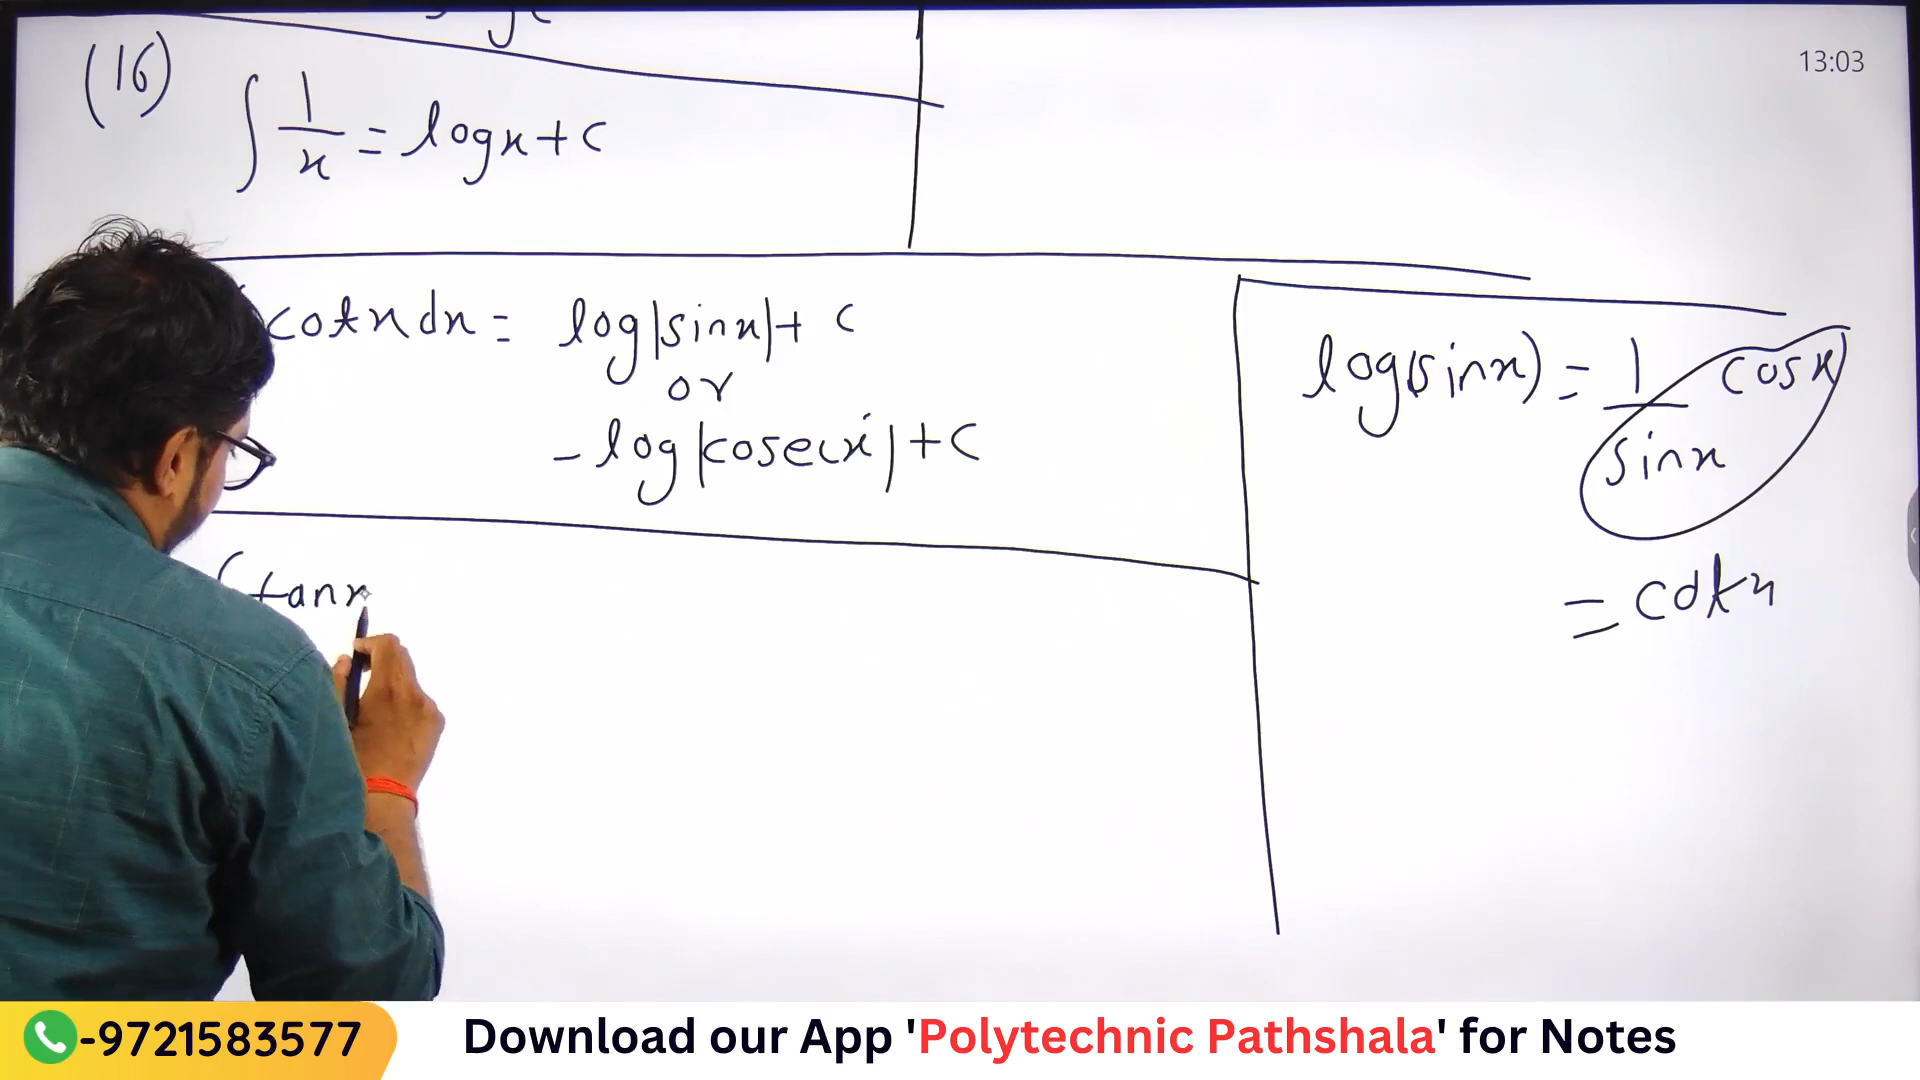 13:03
(16)
∫ 1/x = log x + c
cot x dx = log|sin x| + c
or
- log|cosec x| + c
∫ tan x
log(sin x) = 1/sin x cos x
= cot x
-9721583577
Download our App 'Polytechnic Pathshala' for Notes